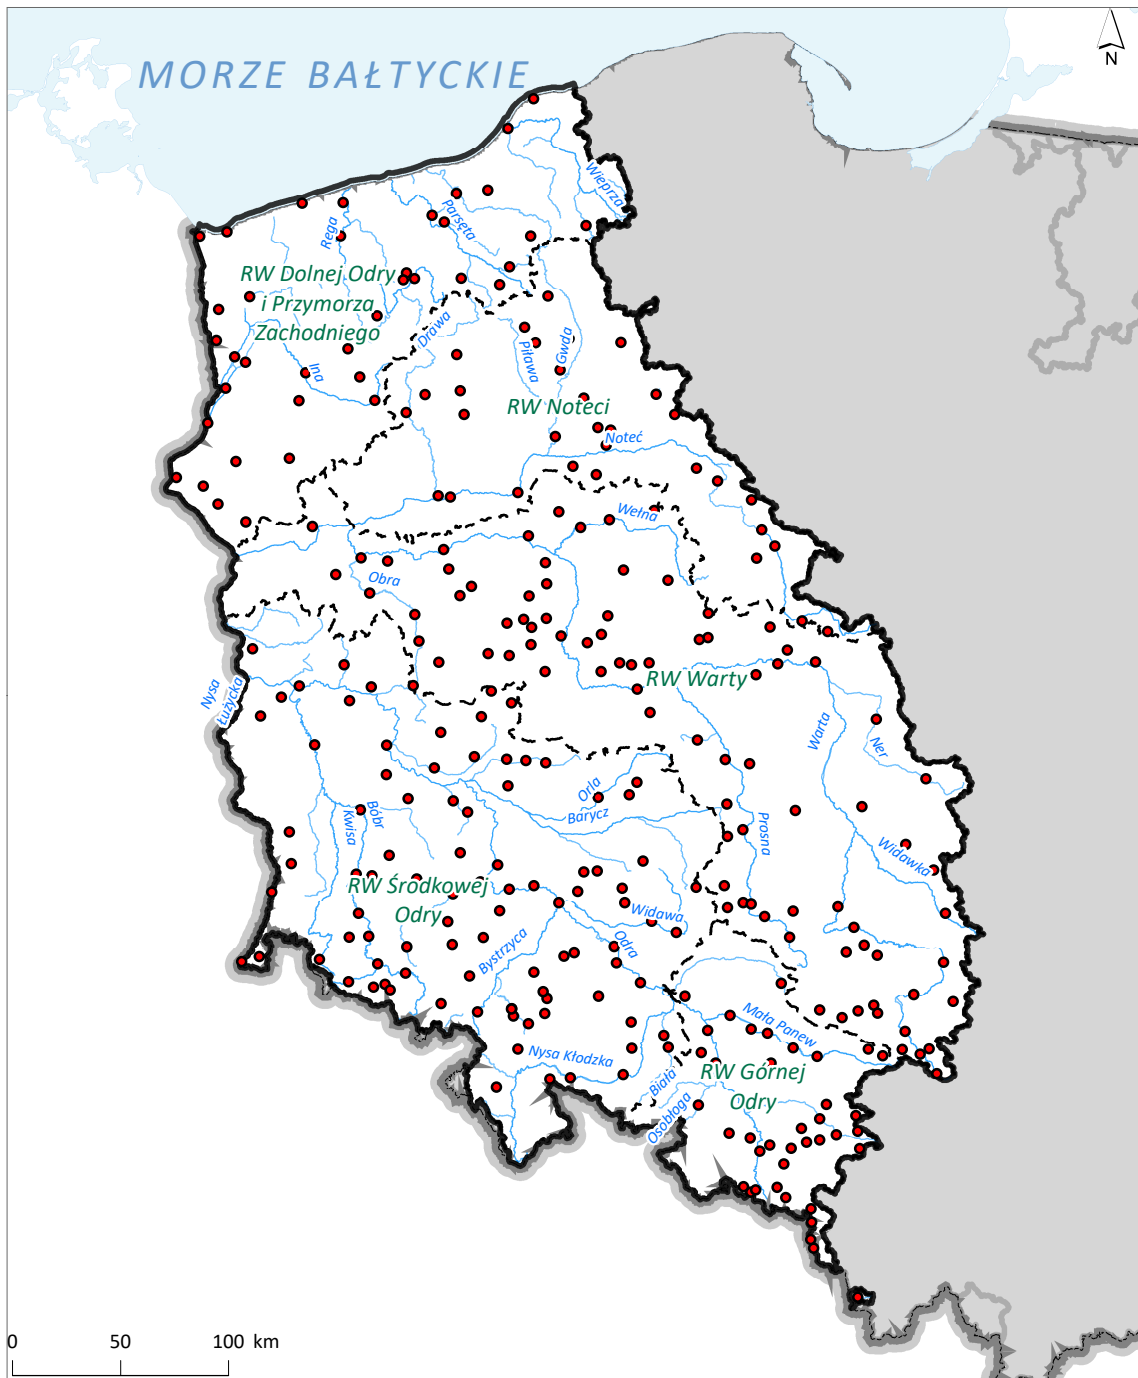 N
MORZE BAŁTYCKIE
Wieprza
Parsęta
Rega
RW Dolnej Odry
i Przymorza
Zachodniego
Drawa
Piława
Gwda
Ina
RW Noteci
Noteć
Wełna
Obra
Nysa
Łużycka
RW Warty
Warta
Ner
Orla
Barycz
Bóbr
Kwisa
Prosna
Widawka
RW Środkowej
Odry
Widawa
Bystrzyca
Odra
Mała Panew
Nysa Kłodzka
Biała
RW Górnej
Odry
Osobłoga
0 50 100 km